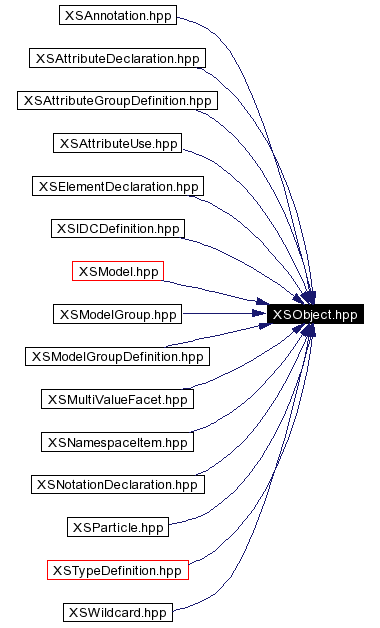 XSAnnotation.hpp
XSAttributeDeclaration.hpp
XSAttributeGroupDefinition.hpp
XSAttributeUse.hpp
XSElementDeclaration.hpp
XSIDCDefinition.hpp
XSModel.hpp
XSObject.hpp
XSModelGroup.hpp
XSModelGroupDefinition.hpp
XSMultiValueFacet.hpp
XSNamespaceItem.hpp
XSNotationDeclaration.hpp
XSParticle.hpp
XSTypeDefinition.hpp
XSWildcard.hpp